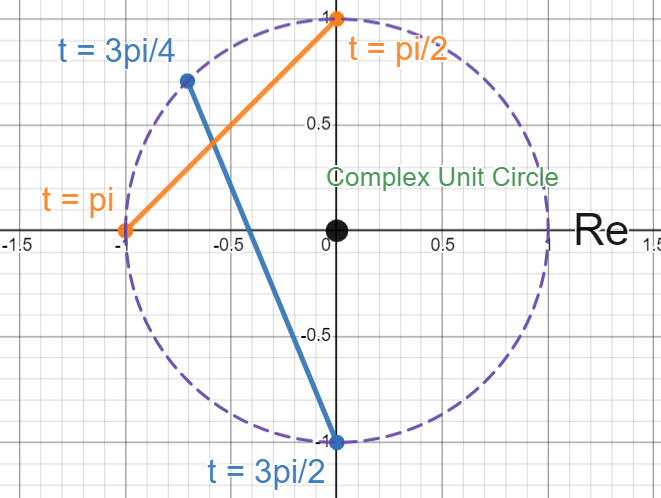 1
t = 3pi/4
t = pi/2
0.5
Complex Unit Circle
t = pi
Re
-1.5 -1 -0.5 0 0.5 1 1.5
-0.5
-1
t = 3pi/2